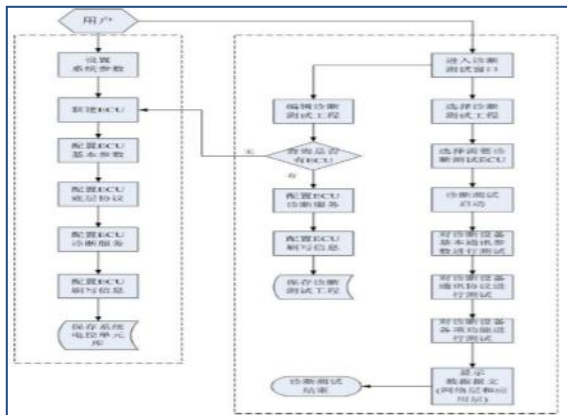 用户
设置
系统参数
新建ECU
配置ECU
基本参数
配置ECU
底层协议
配置ECU
诊断服务
配置ECU
刷写信息
保存系统
电控单元
库
编辑诊断
测试工程
查询是否
有ECU
无
有
配置ECU
诊断服务
配置ECU
刷写信息
保存诊断
测试工程
进入诊断
测试窗口
选择诊断
测试工程
选择需要诊
断测试ECU
诊断测试
启动
对诊断设备
基本通讯参
数进行测试
对诊断设备
通讯协议进
行测试
对诊断设备
各项功能进
行测试
显示
数据报文
(网络层和应
用层)
诊断测试
结束